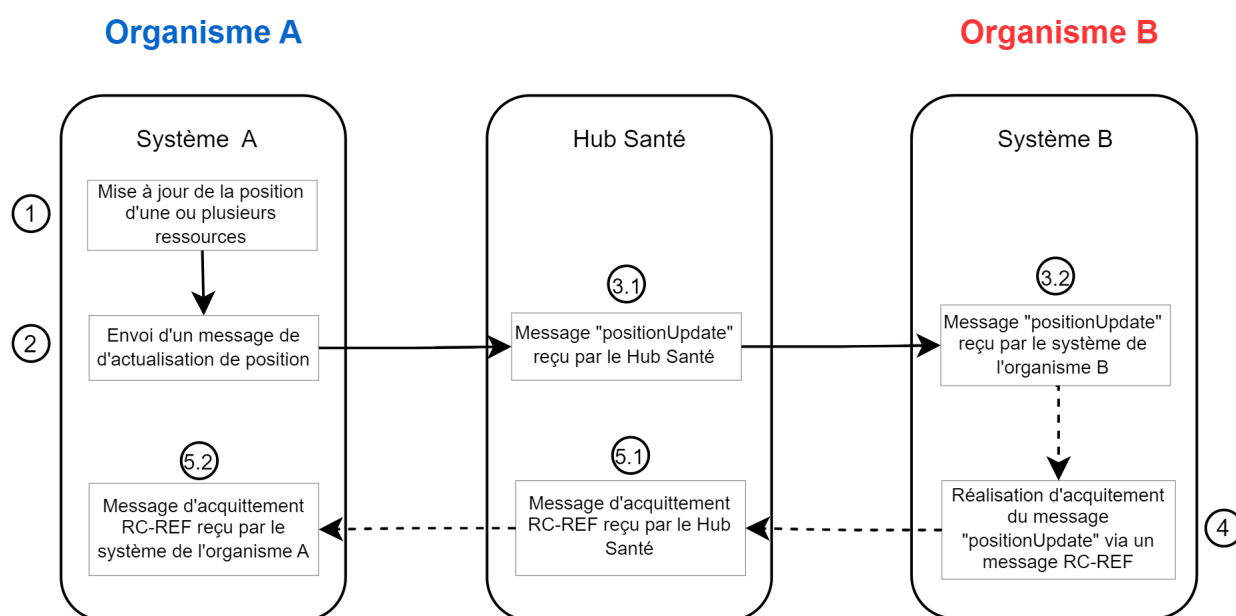 Organisme A
Organisme B
Système  A
Hub Santé
Système B
1
Mise à jour de la position
d'une ou plusieurs
ressources
3.1
3.2
2
Envoi d'un message de
d'actualisation de position
Message "positionUpdate"
reçu par le Hub Santé
Message "positionUpdate"
reçu par le système de
l'organisme B
5.2
5.1
Message d'acquittement
RC-REF reçu par le
système de l'organisme A
Message d'acquittement
RC-REF reçu par le Hub
Santé
Réalisation d'acquitement
du message
"positionUpdate" via un
message RC-REF
4